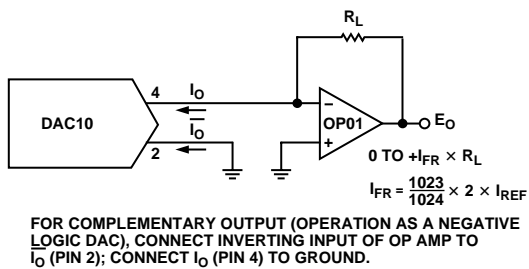 R_L
4
I_O
DAC10
I̅_O
2
−
+
OP01
E_O
0 TO +I_FR × R_L
I_FR = 1023/1024 × 2 × I_REF
FOR COMPLEMENTARY OUTPUT (OPERATION AS A NEGATIVE
LOGIC DAC), CONNECT INVERTING INPUT OF OP AMP TO
I̅_O (PIN 2); CONNECT I_O (PIN 4) TO GROUND.